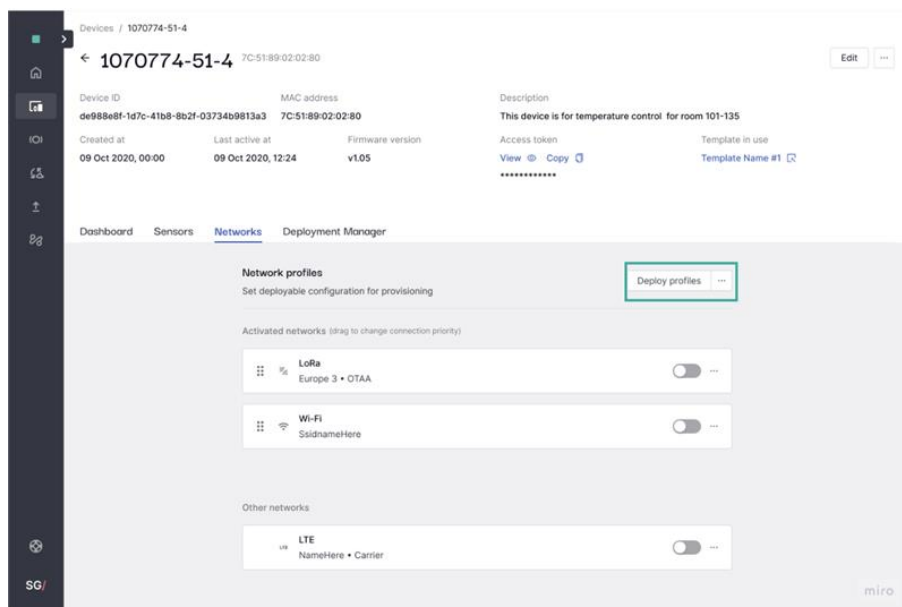 Devices / 1070774-51-4
← 1070774-51-4 7C:51:89:02:02:80
Edit ...
Device ID
de988e8f-1d7c-41b8-8b2f-03734b9813a3
MAC address
7C:51:89:02:02:80
Description
This device is for temperature control for room 101-135
Created at
09 Oct 2020, 00:00
Last active at
09 Oct 2020, 12:24
Firmware version
v1.05
Access token
View Copy
************
Template in use
Template Name #1
Dashboard Sensors Networks Deployment Manager
Network profiles
Set deployable configuration for provisioning
Deploy profiles ...
Activated networks (drag to change connection priority)
LoRa
Europe 3 • OTAA
Wi-Fi
SsidnameHere
Other networks
LTE
LTE
NameHere • Carrier
SG/
miro